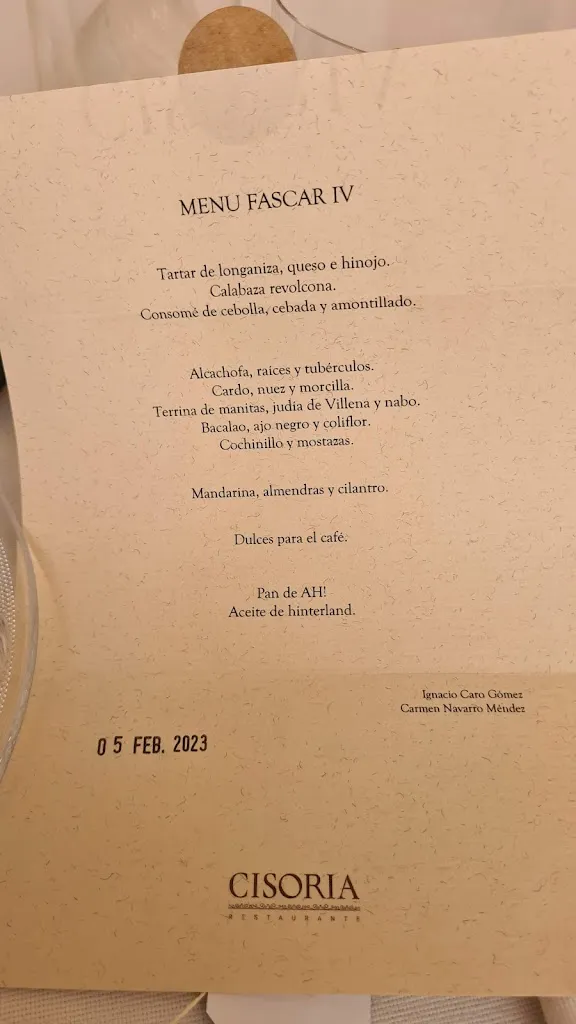 MENU FASCAR IV
Tartar de longaniza, queso e hinojo.
Calabaza revolcona.
Consomé de cebolla, cebada y amontillado.
Alcachofa, raíces y tubérculos.
Cardo, nuez y morcilla.
Terrina de manitas, judía de Villena y nabo.
Bacalao, ajo negro y coliflor.
Cochinillo y mostazas.
Mandarina, almendras y cilantro.
Dulces para el café.
Pan de AH!
Aceite de hinterland.
Ignacio Caro Gómez
Carmen Navarro Méndez
0 5 FEB. 2023
CISORIA
RESTAURANTE